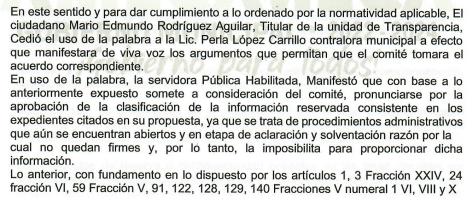 En este sentido y para dar cumplimiento a lo ordenado por la normatividad aplicable, El
ciudadano Mario Edmundo Rodríguez Aguilar, Titular de la unidad de Transparencia,
Cedió el uso de la palabra a la Lic. Perla López Carrillo contralora municipal a efecto
que manifestara de viva voz los argumentos que permitan que el comité tomara el
acuerdo correspondiente.
En uso de la palabra, la servidora Pública Habilitada, Manifestó que con base a lo
anteriormente expuesto somete a consideración del comité, pronunciarse por la
aprobación de la clasificación de la información reservada consistente en los
expedientes citados en su propuesta, ya que se trata de procedimientos administrativos
que aún se encuentran abiertos y en etapa de aclaración y solventación razón por la
cual no quedan firmes y, por lo tanto, la imposibilita para proporcionar dicha
información.
Lo anterior, con fundamento en lo dispuesto por los artículos 1, 3 Fracción XXIV, 24
fracción VI, 59 Fracción V, 91, 122, 128, 129, 140 Fracciones V numeral 1 VI, VIII y X